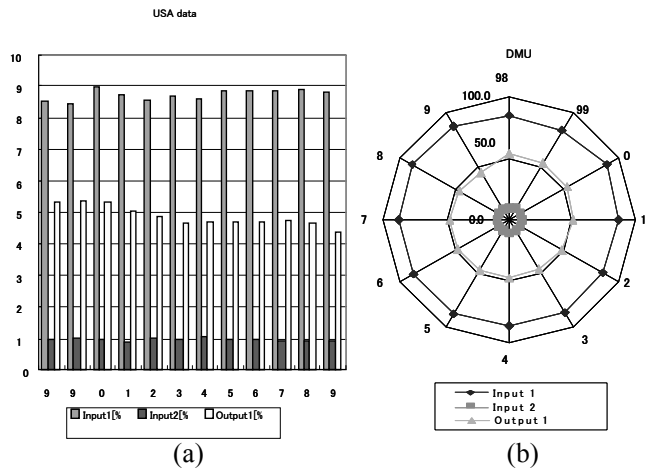 USA data
10
9
8
7
6
5
4
3
2
1
0
9 9 0 1 2 3 4 5 6 7 8 9
Input1[% Input2[% Output1[%
(a)
DMU
98
99
0
1
2
3
4
5
6
7
8
9
100.0
50.0
0.0
Input 1
Input 2
Output 1
(b)